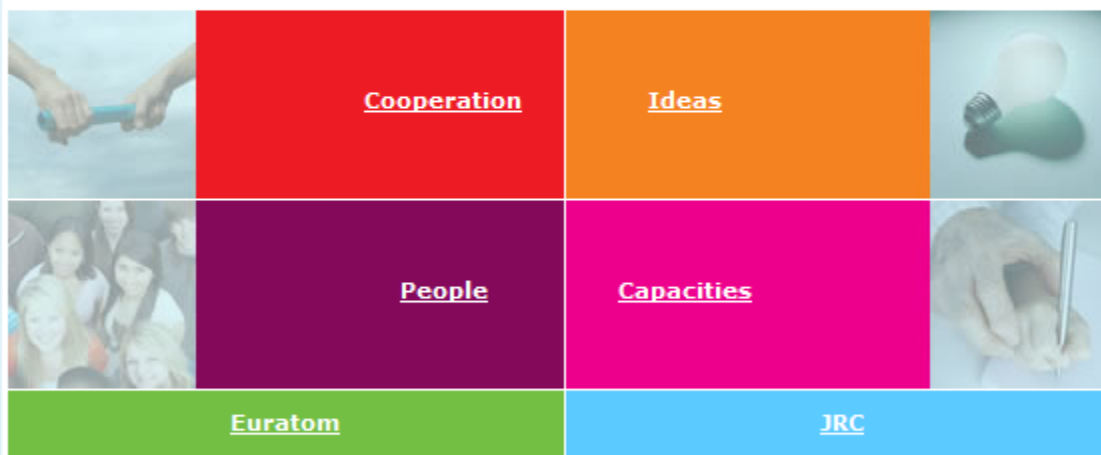 Cooperation
Ideas
People
Capacities
Euratom
JRC